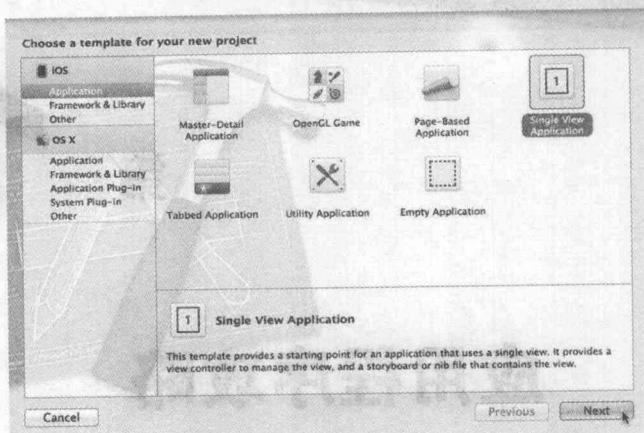 Choose a template for your new project
iOS
Application
Framework & Library
Other
OS X
Application
Framework & Library
Application Plug-in
System Plug-in
Other
Master-Detail
Application
OpenGL Game
Page-Based
Application
1
Single View
Application
Tabbed Application
Utility Application
Empty Application
1
Single View Application
This template provides a starting point for an application that uses a single view. It provides a
view controller to manage the view, and a storyboard or nib file that contains the view.
Cancel
Previous
Next